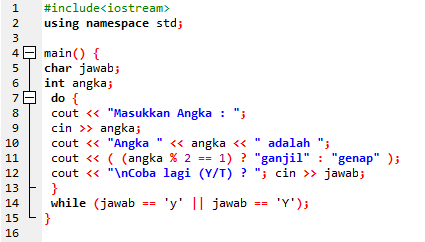 1 #include<iostream>
2 using namespace std;
3
4 main() {
5 char jawab;
6 int angka;
7 do {
8 cout << "Masukkan Angka : ";
9 cin >> angka;
10 cout << "Angka " << angka << " adalah ";
11 cout << ( (angka % 2 == 1) ? "ganjil" : "genap" );
12 cout << "\nCoba lagi (Y/T) ? "; cin >> jawab;
13 }
14 while (jawab == 'y' || jawab == 'Y');
15 }
16